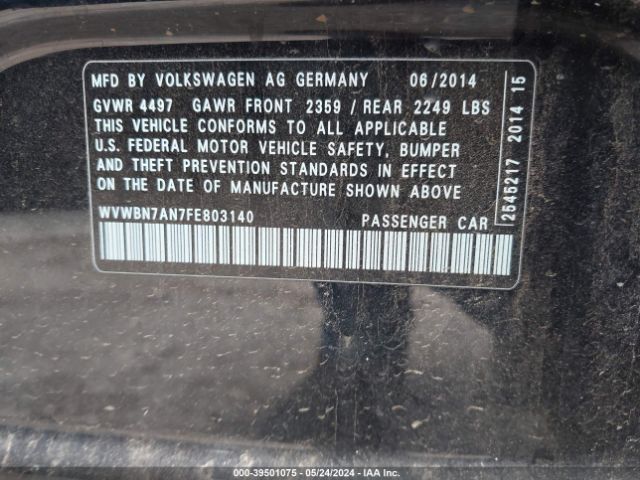 MFD BY VOLKSWAGEN AG GERMANY 06/2014
GVWR 4497 GAWR FRONT 2359 / REAR 2249 LBS
THIS VEHICLE CONFORMS TO ALL APPLICABLE
U.S. FEDERAL MOTOR VEHICLE SAFETY, BUMPER
AND THEFT PREVENTION STANDARDS IN EFFECT
ON THE DATE OF MANUFACTURE SHOWN ABOVE
WVWBN7AN7FE803140 PASSENGER CAR
2545217 2014 15
000-39501075 - 05/24/2024 - IAA Inc.